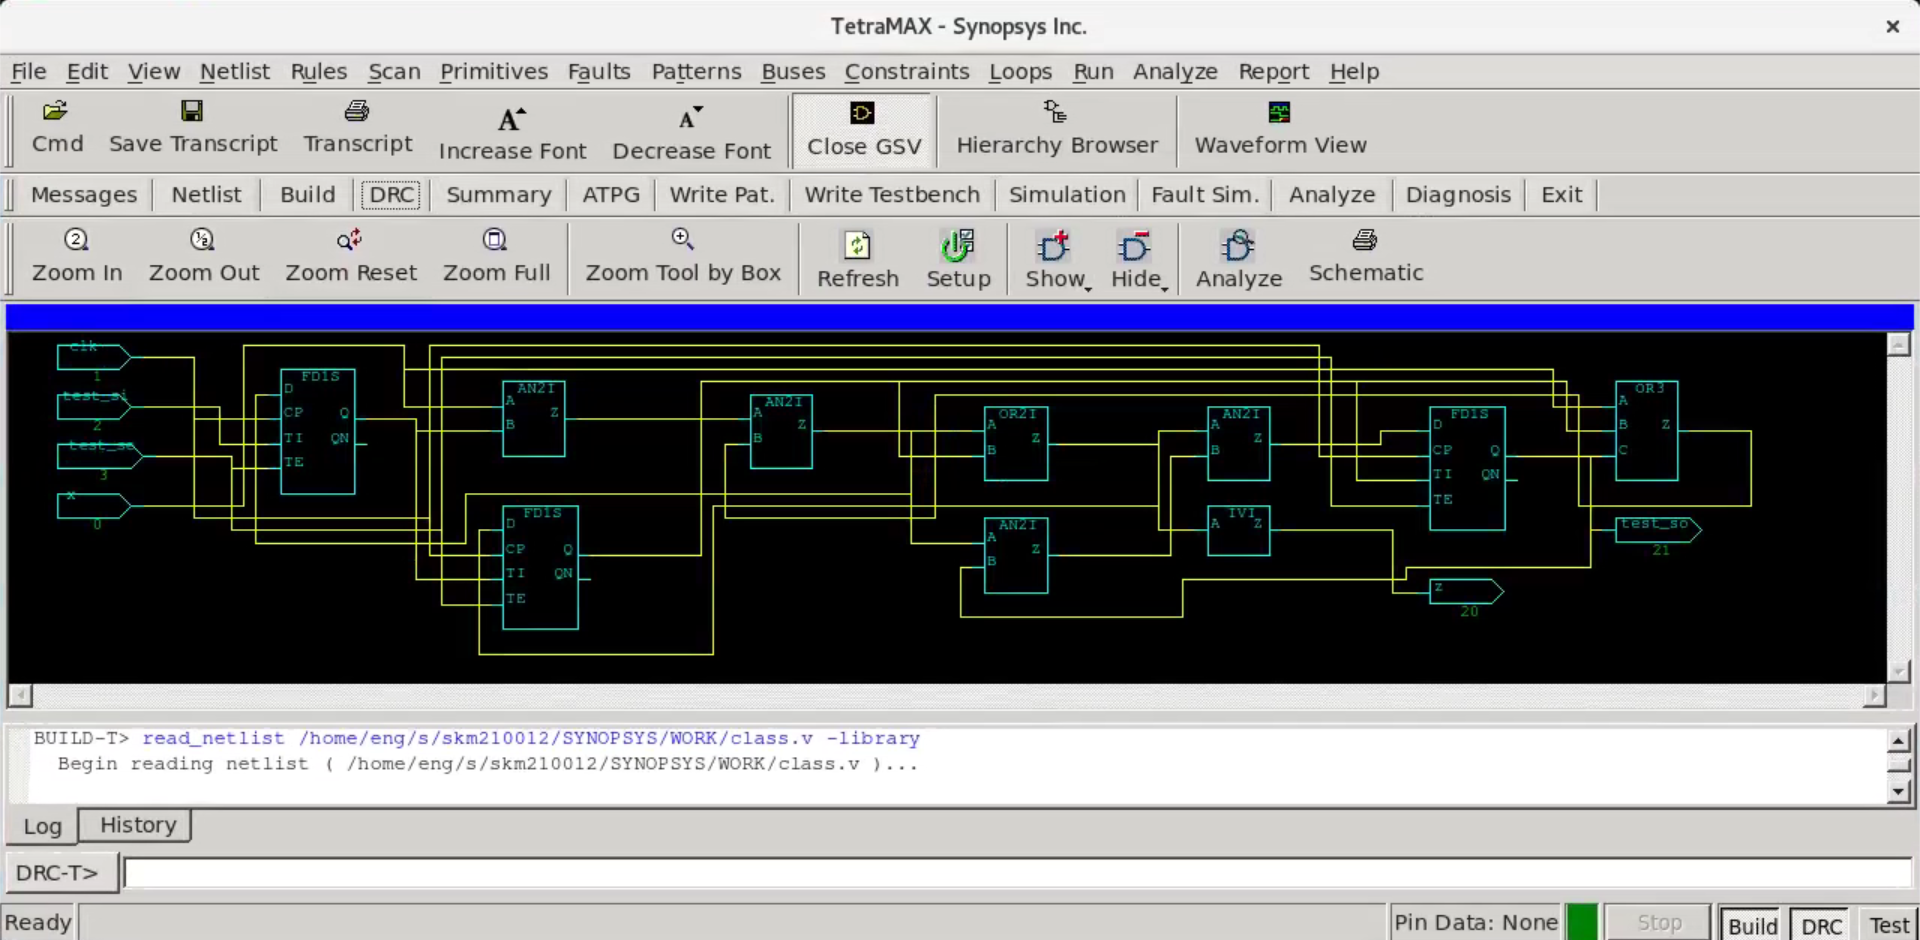 TetraMAX - Synopsys Inc.
File Edit View Netlist Rules Scan Primitives Faults Patterns Buses Constraints Loops Run Analyze Report Help
Cmd Save Transcript Transcript Increase Font Decrease Font Close GSV Hierarchy Browser Waveform View
Messages Netlist Build DRC Summary ATPG Write Pat. Write Testbench Simulation Fault Sim. Analyze Diagnosis Exit
Zoom In Zoom Out Zoom Reset Zoom Full Zoom Tool by Box Refresh Setup Show Hide Analyze Schematic
clk
1
test_si
2
test_se
3
x
0
FD1S
D
CP Q
TI QN
TE
AN2I
A
Z
B
FD1S
D
CP Q
TI QN
TE
AN2I
A
Z
B
OR2I
A
Z
B
AN2I
A
Z
B
AN2I
A
Z
B
IVI
A Z
FD1S
D
CP Q
TI QN
TE
OR3
A
B Z
C
test_so
21
z
20
BUILD-T> read_netlist /home/eng/s/skm210012/SYNOPSYS/WORK/class.v -library
Begin reading netlist ( /home/eng/s/skm210012/SYNOPSYS/WORK/class.v )...
Log History
DRC-T>
Ready Pin Data: None Stop Build DRC Test